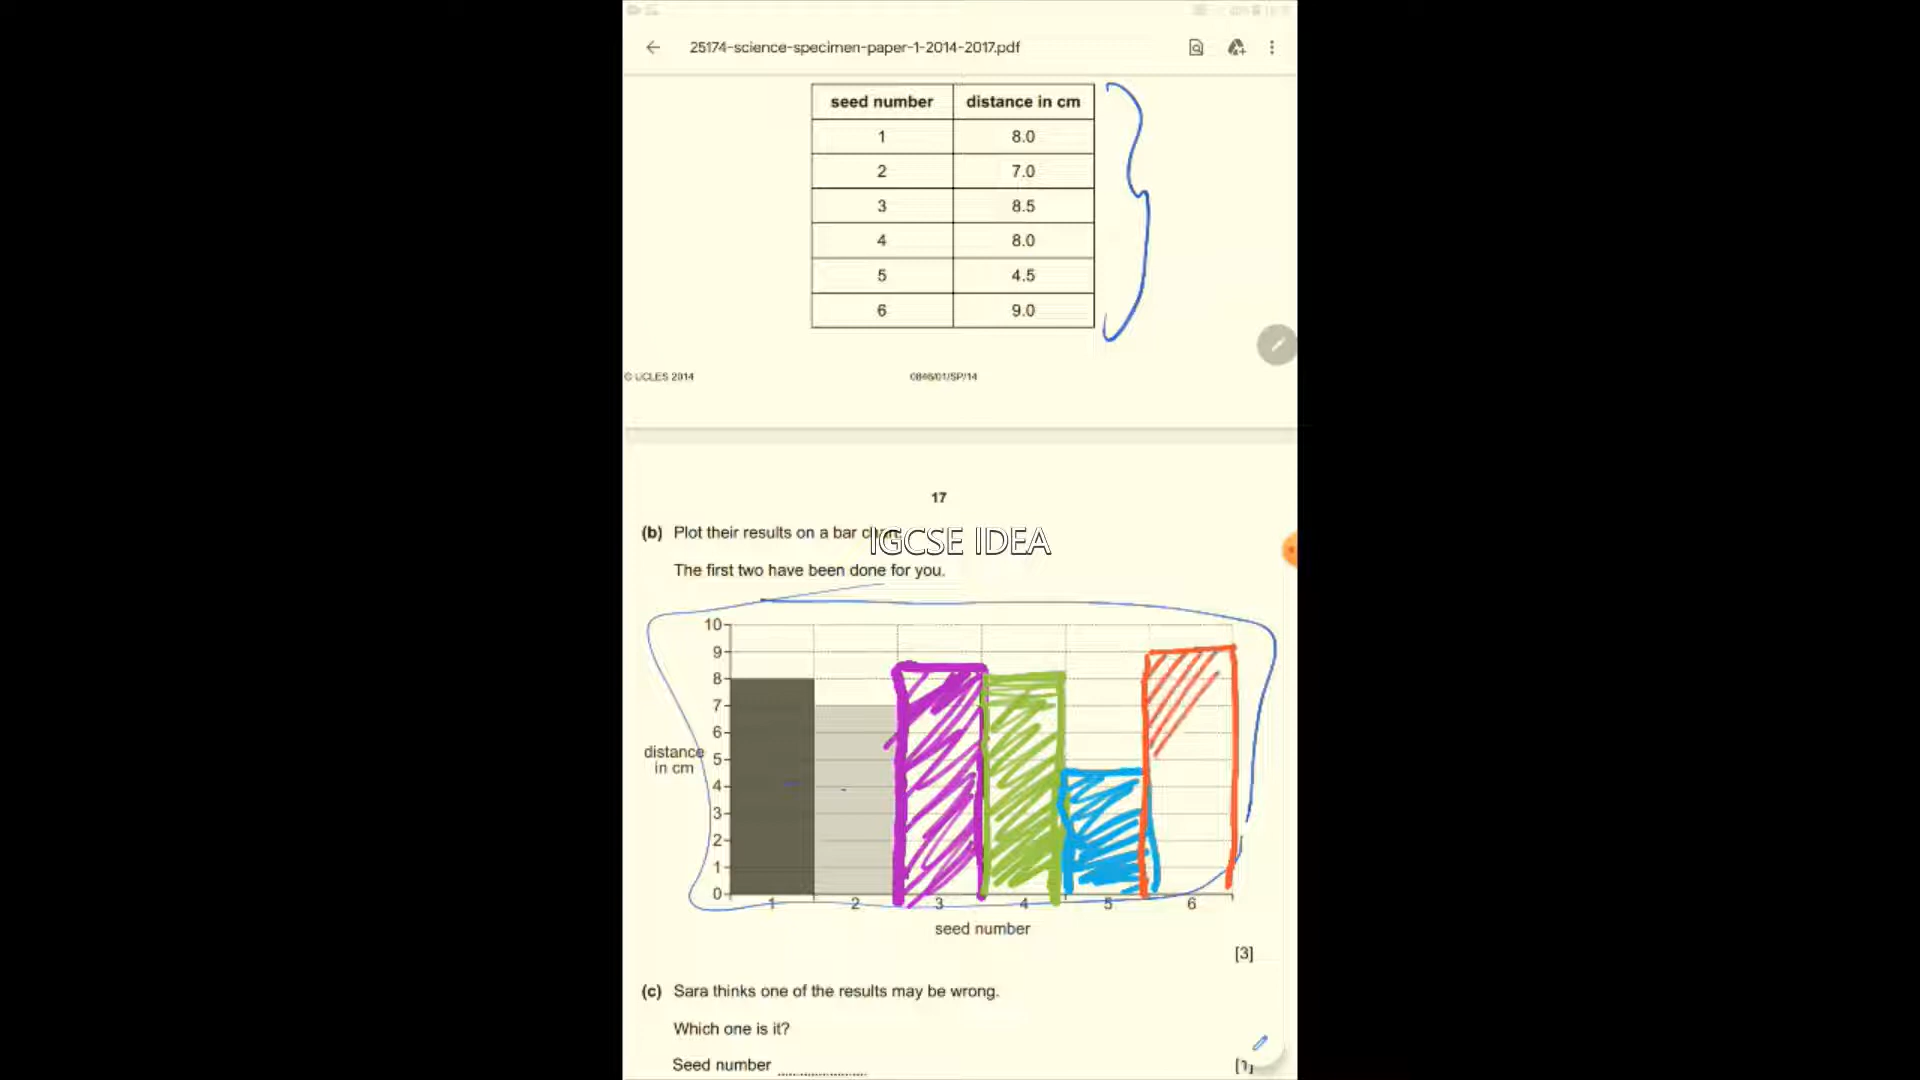 25174-science-specimen-paper-1-2014-2017.pdf
seed number distance in cm
1 8.0
2 7.0
3 8.5
4 8.0
5 4.5
6 9.0
© UCLES 2014 0846/01/SP/14
17
(b) Plot their results on a bar
IGCSE IDEA
The first two have been done for you.
10
9
8
7
6
distance in cm
5
4
3
2
1
0
1 2 3 4 5 6
seed number
[3]
(c) Sara thinks one of the results may be wrong.
Which one is it?
Seed number ..................... [1]